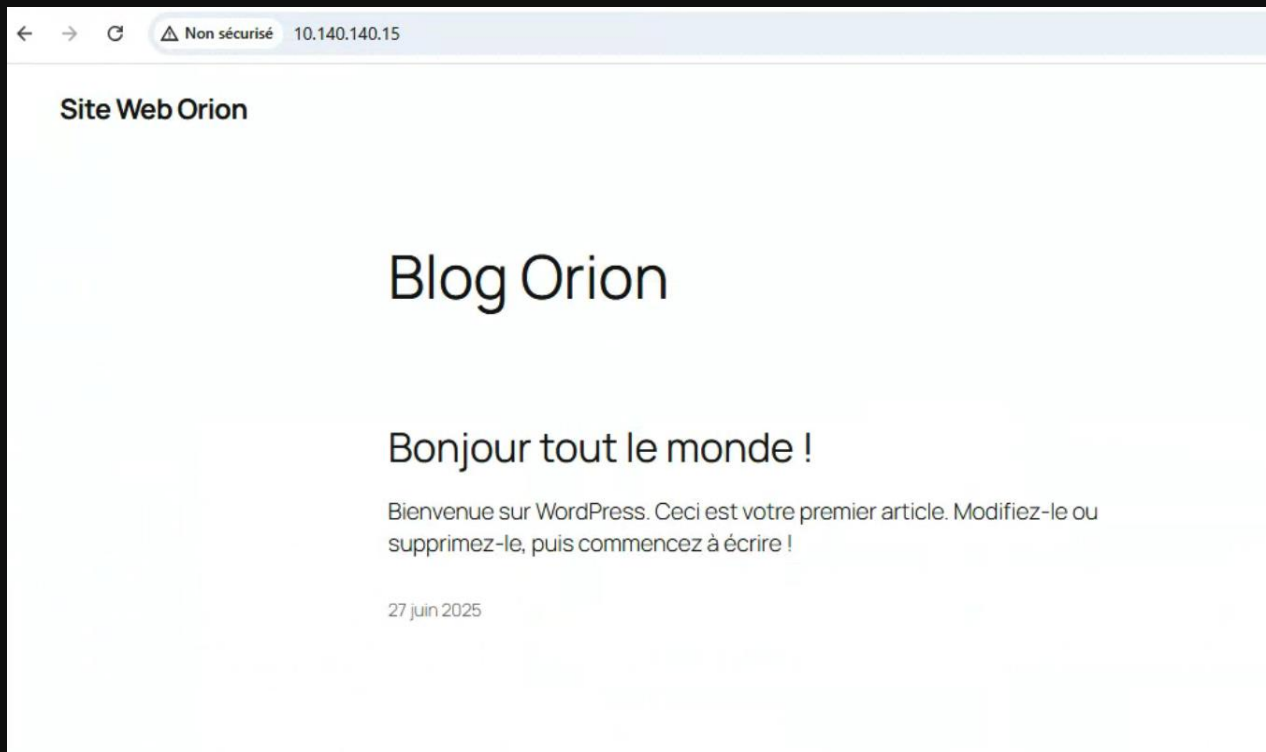 Non sécurisé 10.140.140.15
Site Web Orion
Blog Orion
Bonjour tout le monde !
Bienvenue sur WordPress. Ceci est votre premier article. Modifiez-le ou
supprimez-le, puis commencez à écrire !
27 juin 2025